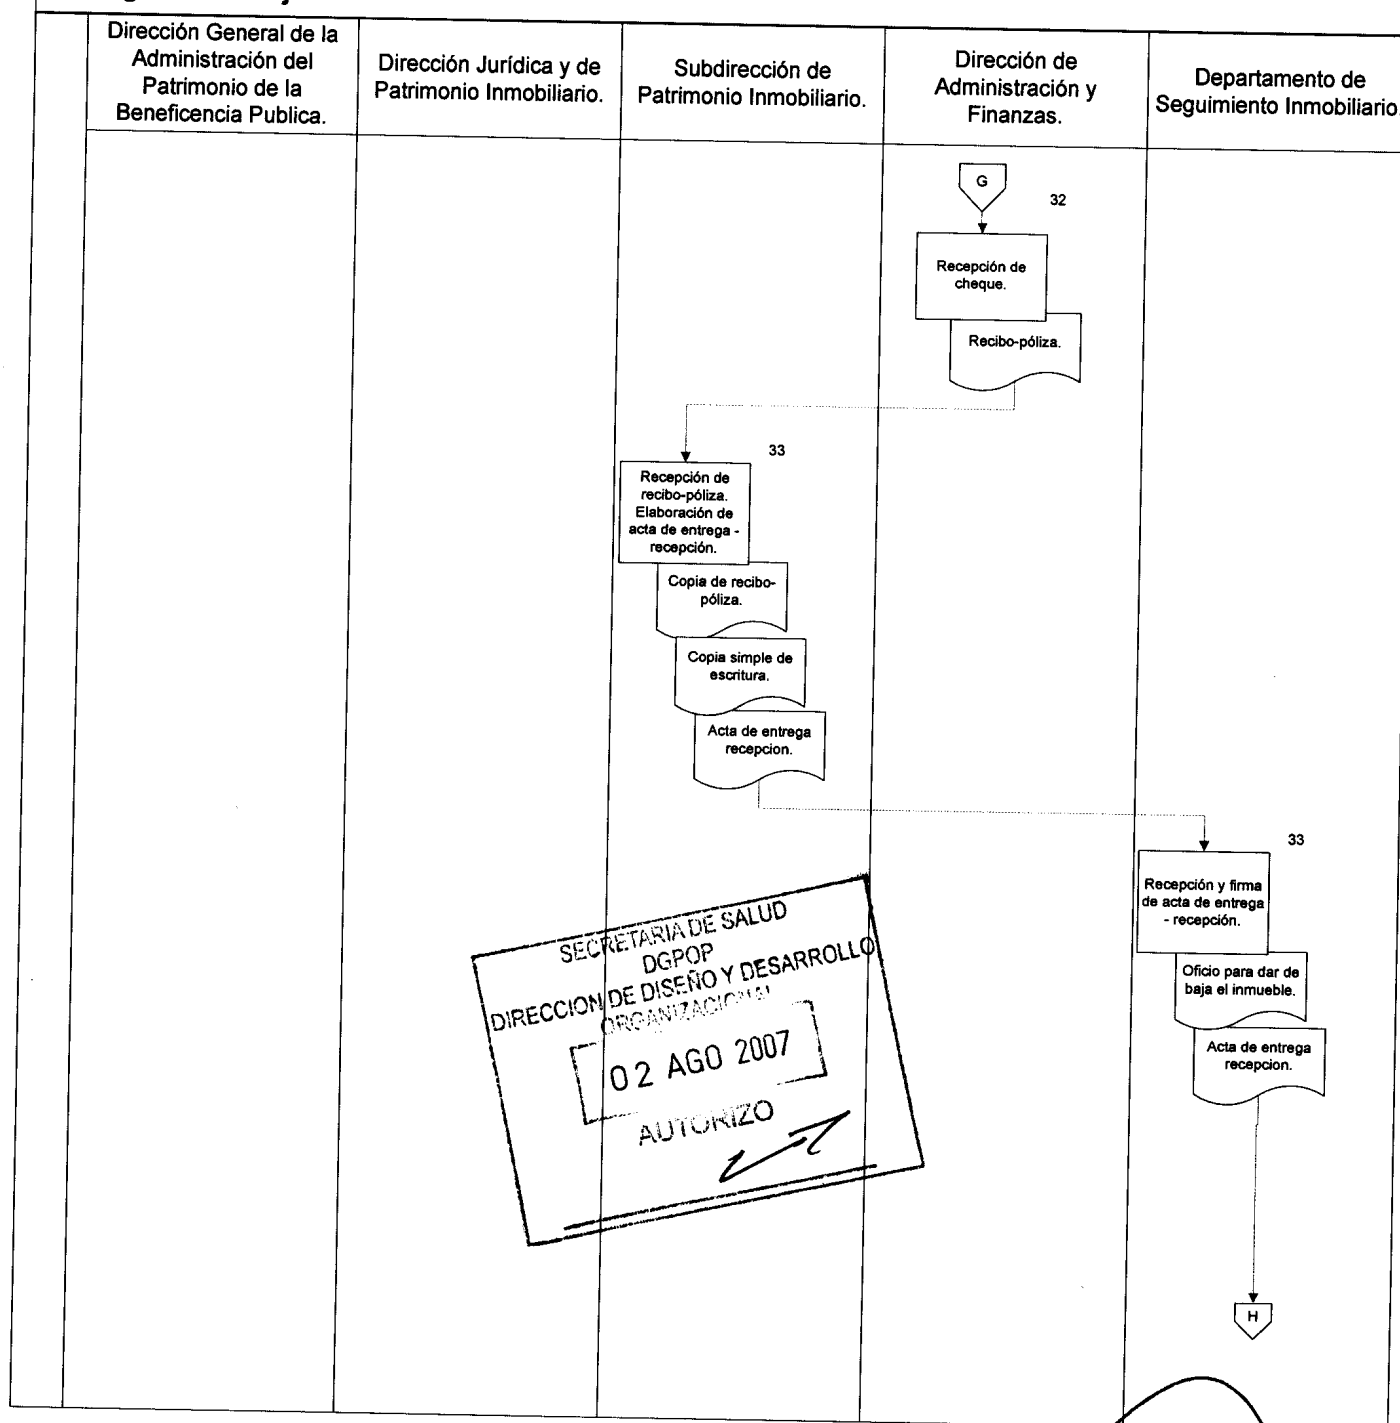 Dirección General de la
Administración del
Patrimonio de la
Beneficencia Publica.
Dirección Jurídica y de
Patrimonio Inmobiliario.
Subdirección de
Patrimonio Inmobiliario.
Dirección de
Administración y
Finanzas.
Departamento de
Seguimiento Inmobiliario.
G
32
Recepción de
cheque.
Recibo-póliza.
33
Recepción de
recibo-póliza.
Elaboración de
acta de entrega -
recepción.
Copia de recibo-
póliza.
Copia simple de
escritura.
Acta de entrega
recepcion.
33
Recepción y firma
de acta de entrega
- recepción.
Oficio para dar de
baja el inmueble.
Acta de entrega
recepcion.
H
SECRETARIA DE SALUD
DGPOP
DIRECCION DE DISEÑO Y DESARROLLO
ORGANIZACIONAL
02 AGO 2007
AUTORIZO